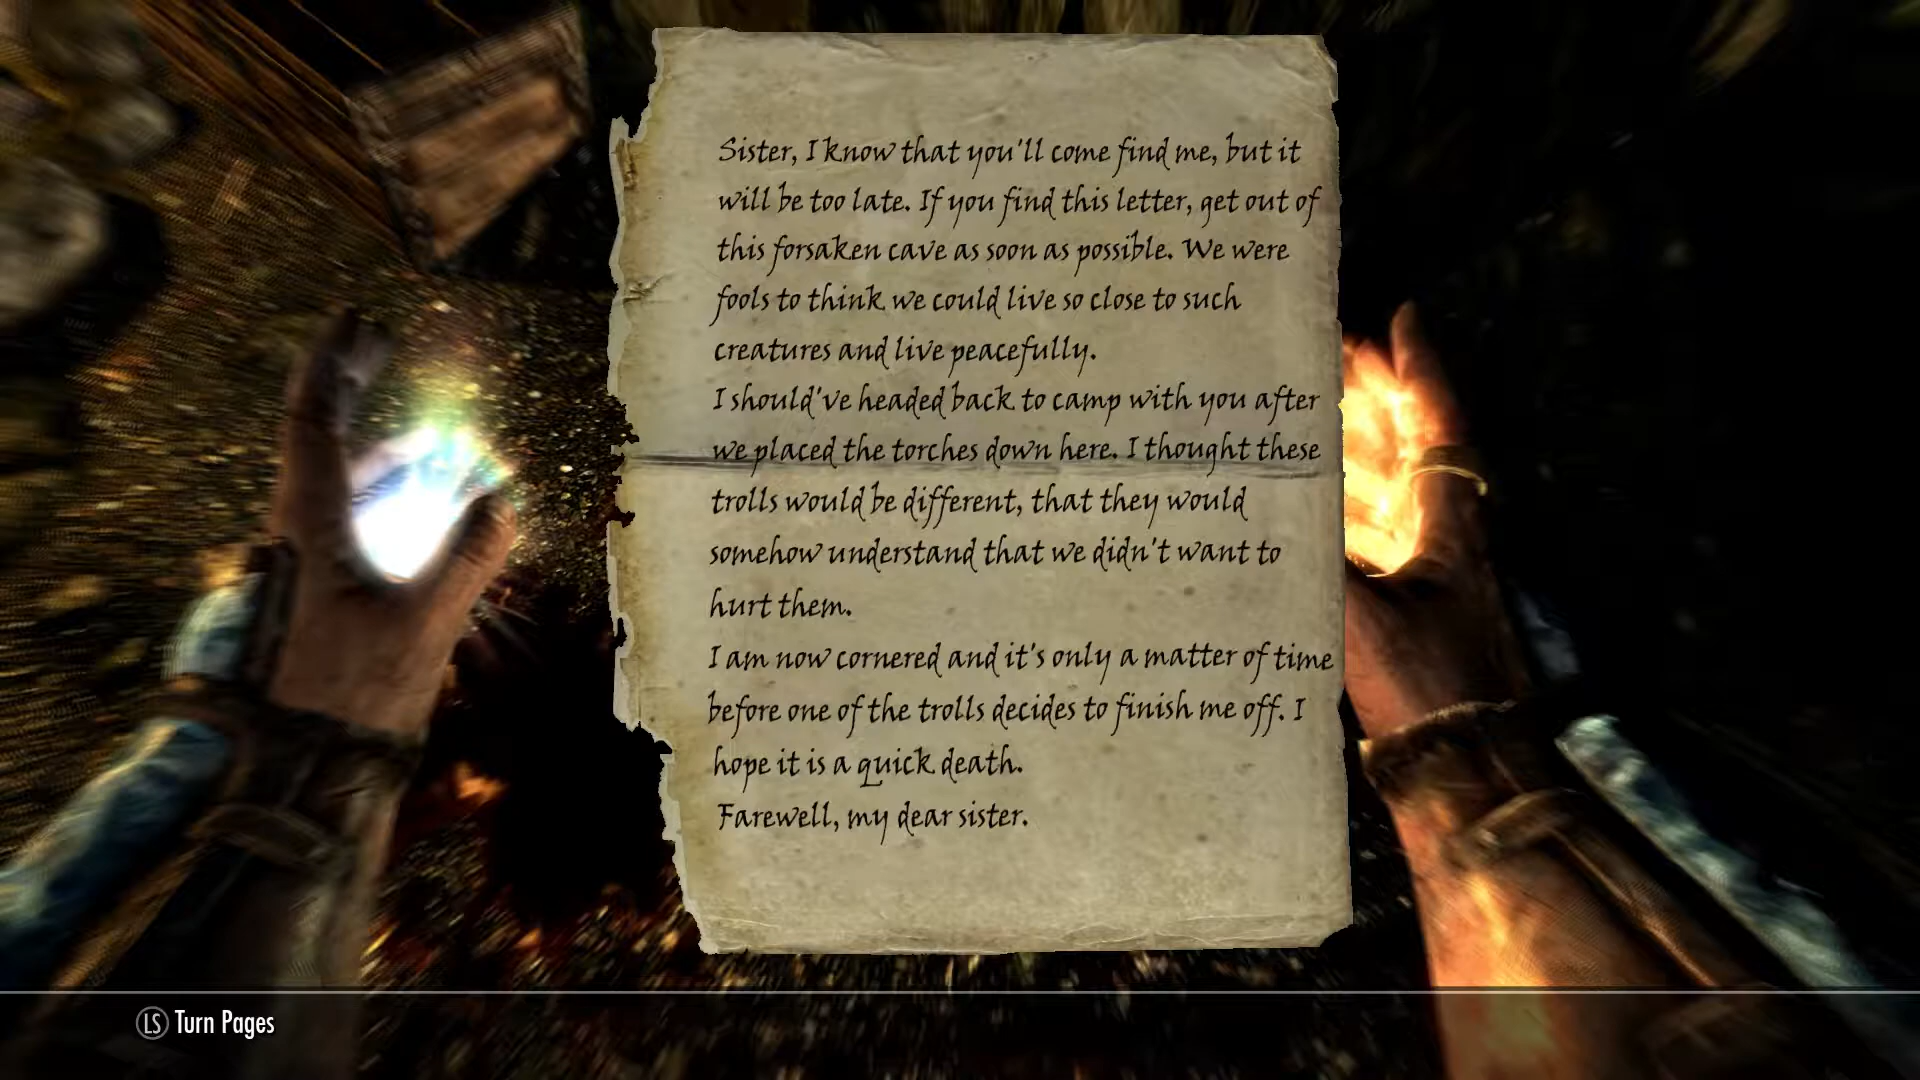 Sister, I know that you'll come find me, but it
will be too late. If you find this letter, get out of
this forsaken cave as soon as possible. We were
fools to think we could live so close to such
creatures and live peacefully.
I should've headed back to camp with you after
we placed the torches down here. I thought these
trolls would be different, that they would
somehow understand that we didn't want to
hurt them.
I am now cornered and it's only a matter of time
before one of the trolls decides to finish me off. I
hope it is a quick death.
Farewell, my dear sister.
LS Turn Pages